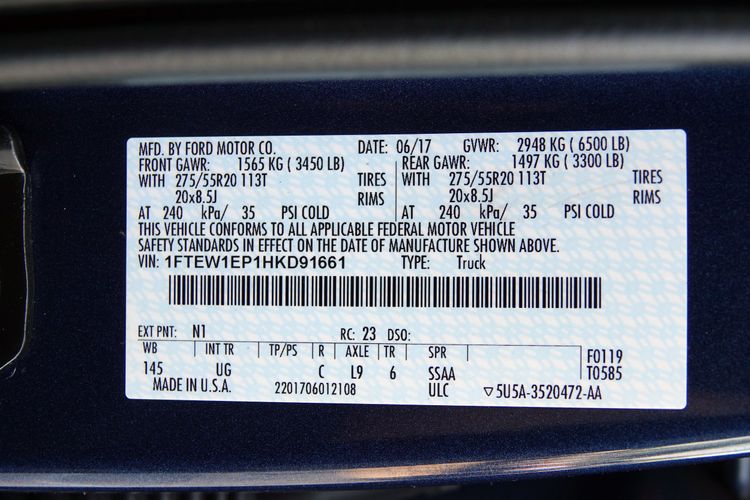 MFD. BY FORD MOTOR CO. DATE: 06/17 GVWR: 2948 KG ( 6500 LB)
FRONT GAWR: 1565 KG ( 3450 LB) REAR GAWR: 1497 KG ( 3300 LB)
WITH 275/55R20 113T TIRES WITH 275/55R20 113T TIRES
20x8.5J RIMS 20x8.5J RIMS
AT 240 kPa/ 35 PSI COLD AT 240 kPa/ 35 PSI COLD
THIS VEHICLE CONFORMS TO ALL APPLICABLE FEDERAL MOTOR VEHICLE
SAFETY STANDARDS IN EFFECT ON THE DATE OF MANUFACTURE SHOWN ABOVE.
VIN: 1FTEW1EP1HKD91661 TYPE: Truck
EXT PNT: N1 RC: 23 DSO:
WB INT TR TP/PS R AXLE TR SPR F0119
145 UG C L9 6 SSAA T0585
MADE IN U.S.A. 2201706012108 ULC ▽5U5A-3520472-AA